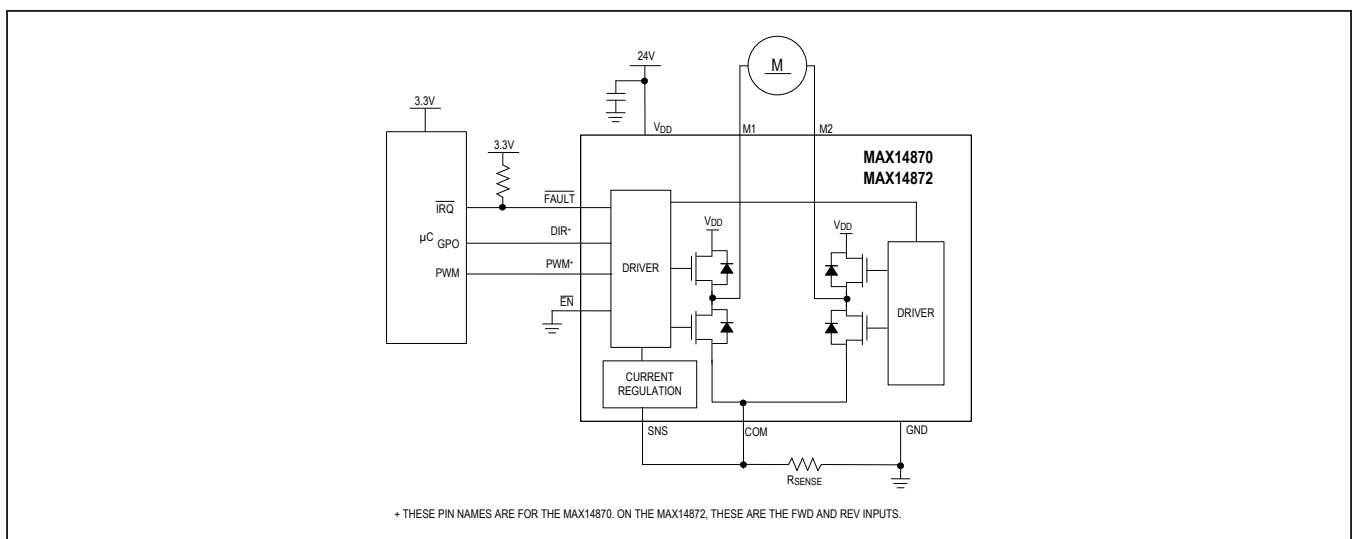 24V
M
3.3V
VDD
M1
M2
3.3V
MAX14870
MAX14872
IRQ
FAULT
VDD
VDD
µC GPO
DIR+
PWM
PWM+
DRIVER
DRIVER
EN
CURRENT
REGULATION
SNS
COM
GND
RSENSE
+ THESE PIN NAMES ARE FOR THE MAX14870. ON THE MAX14872, THESE ARE THE FWD AND REV INPUTS.